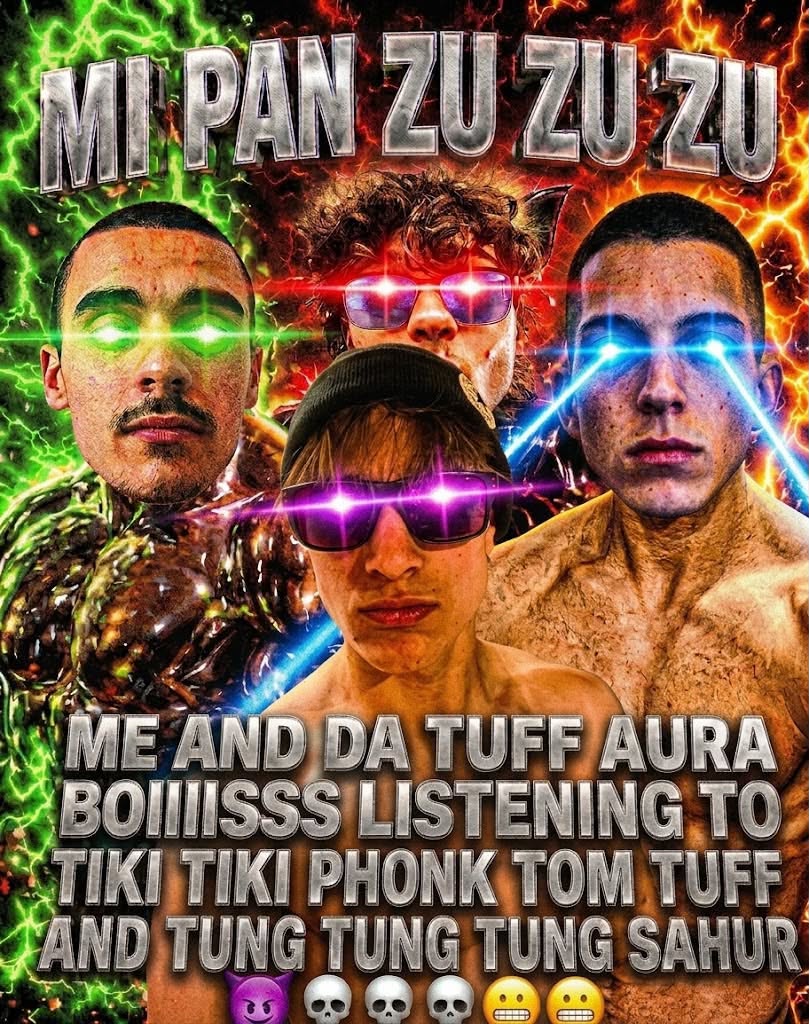 MI PAN ZU ZU ZU
ME AND DA TUFF AURA
BOIIIISSS LISTENING TO
TIKI TIKI PHONK TOM TUFF
AND TUNG TUNG TUNG SAHUR
😈💀💀💀😬😬